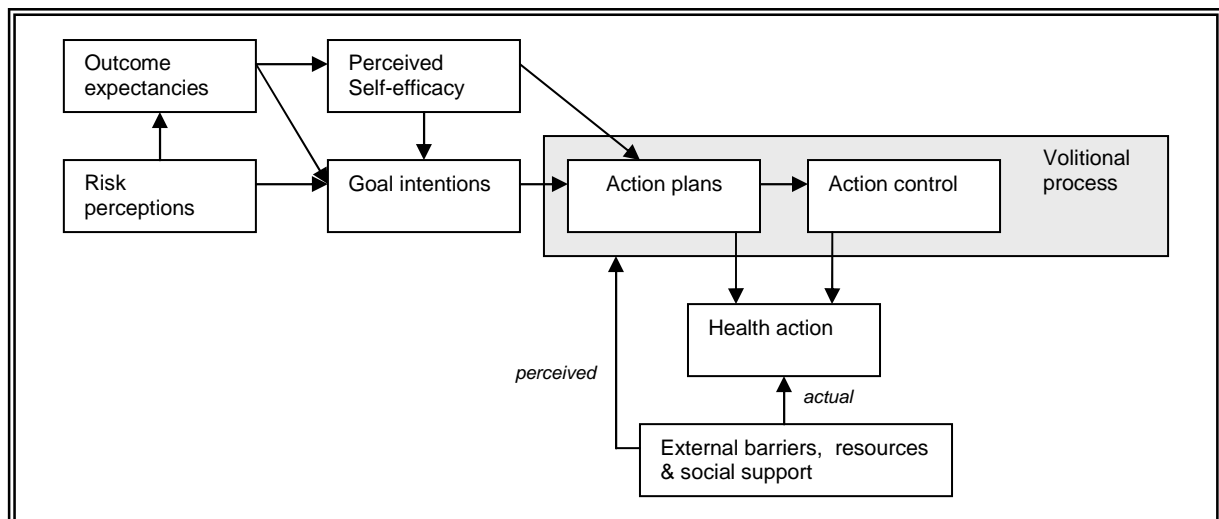 Outcome
expectancies
Perceived
Self-efficacy
Risk
perceptions
Goal intentions
Action plans
Action control
Volitional
process
Health action
perceived
actual
External barriers, resources
& social support